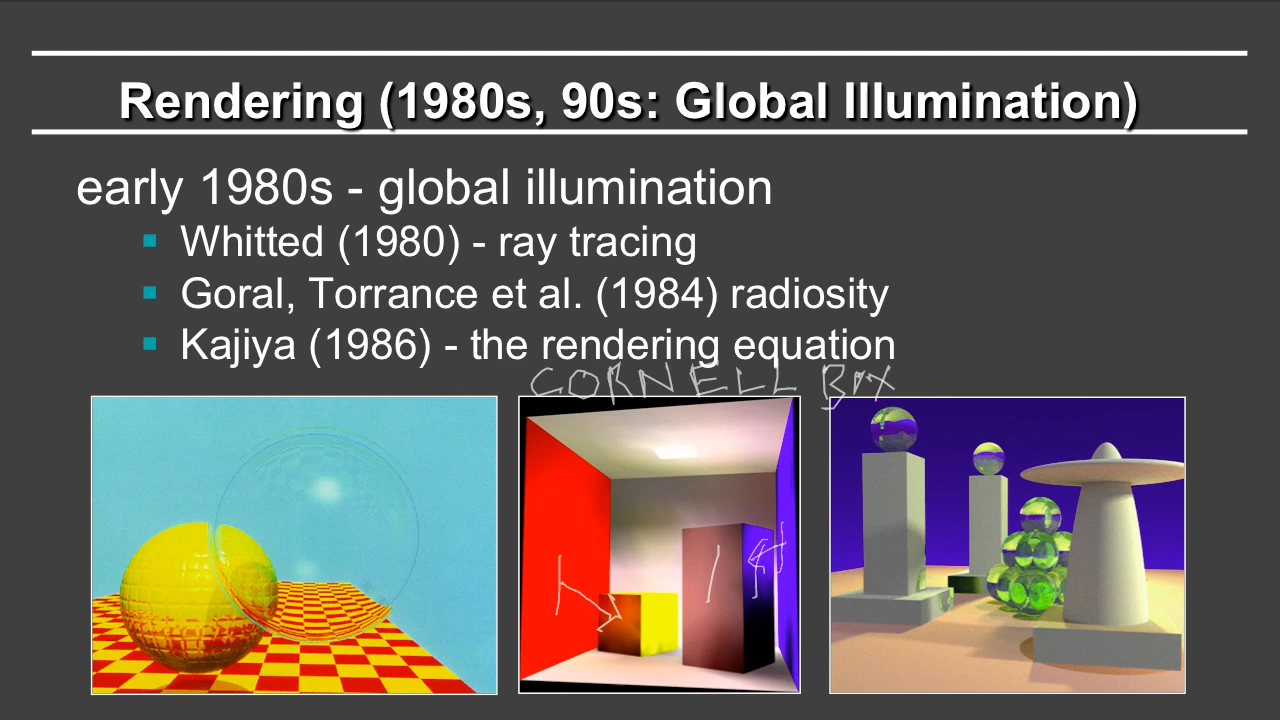 Rendering (1980s, 90s: Global Illumination)
early 1980s - global illumination
Whitted (1980) - ray tracing
Goral, Torrance et al. (1984) radiosity
Kajiya (1986) - the rendering equation
CORNELL BOX